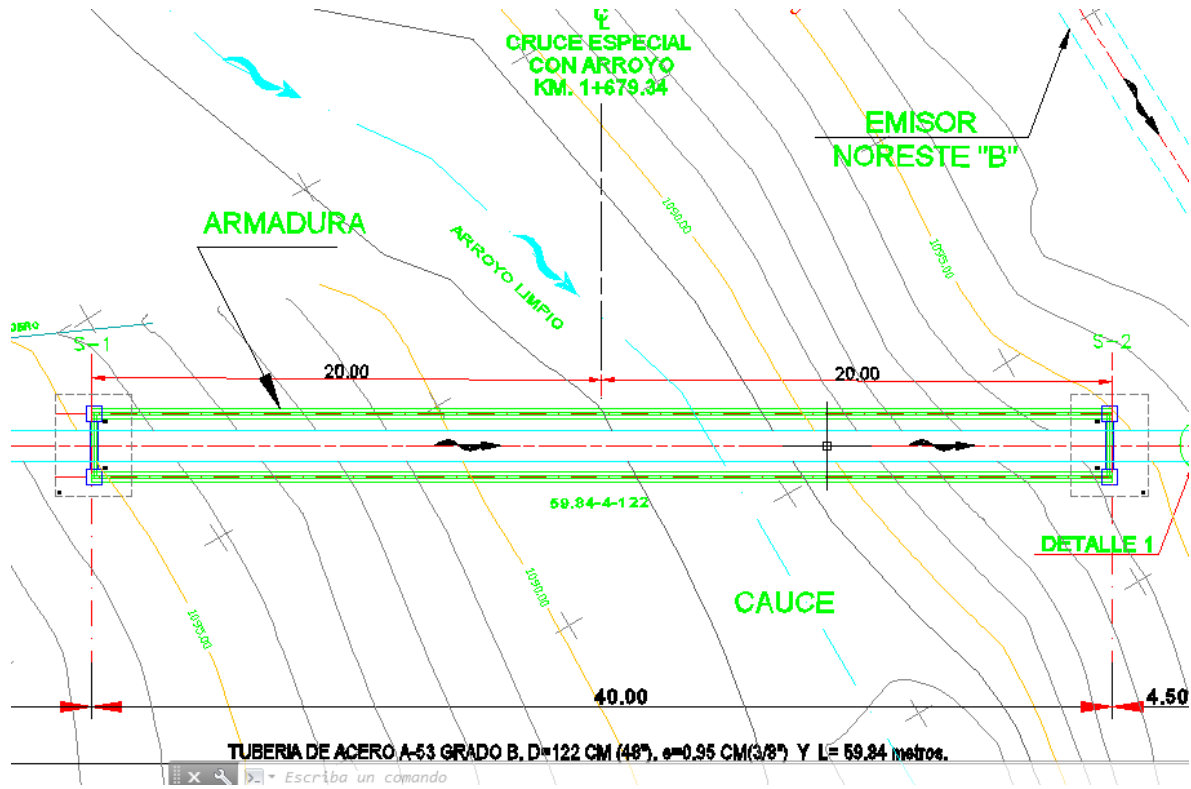 CL
CRUCE ESPECIAL
CON ARROYO
KM. 1+679.34
EMISOR
NORESTE "B"
ARMADURA
ARROYO LIMPIO
1090.00
1095.00
S-1
S-2
20.00
20.00
59.84-4-122
DETALLE 1
1090.00
1095.00
CAUCE
40.00
4.50
TUBERIA DE ACERO A-53 GRADO B, D=122 CM (48"), e=0.95 CM(3/8") Y L= 59.84 metros.
Escriba un comando